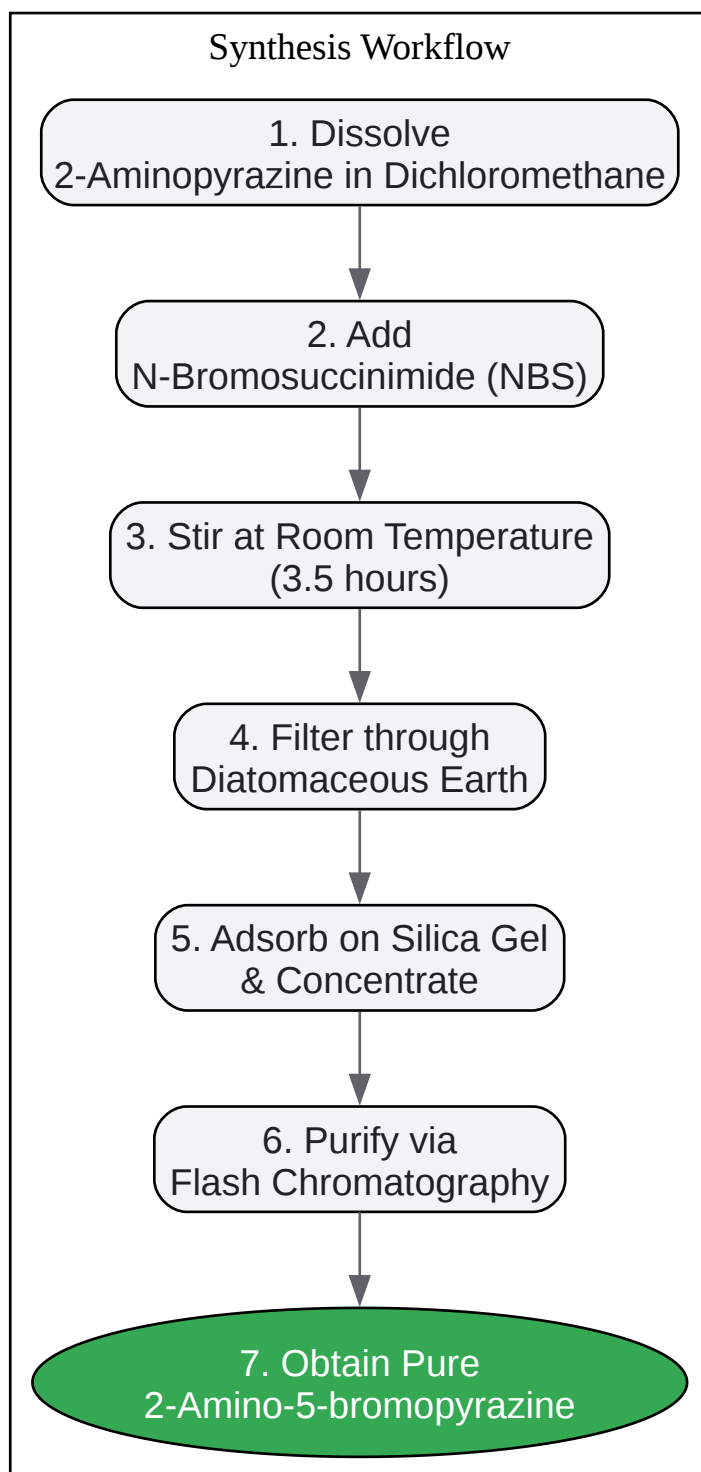 Synthesis Workflow
1. Dissolve
2-Aminopyrazine in Dichloromethane
2. Add
N-Bromosuccinimide (NBS)
3. Stir at Room Temperature
(3.5 hours)
4. Filter through
Diatomaceous Earth
5. Adsorb on Silica Gel
& Concentrate
6. Purify via
Flash Chromatography
7. Obtain Pure
2-Amino-5-bromopyrazine